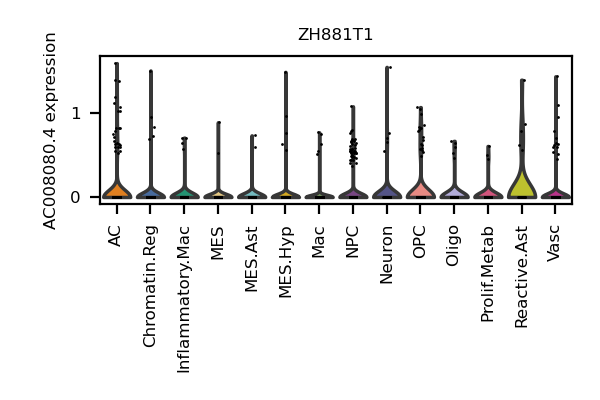 ZH881T1
AC008080.4 expression
1
0
AC
Chromatin.Reg
Inflammatory.Mac
MES
MES.Ast
MES.Hyp
Mac
NPC
Neuron
OPC
Oligo
Prolif.Metab
Reactive.Ast
Vasc